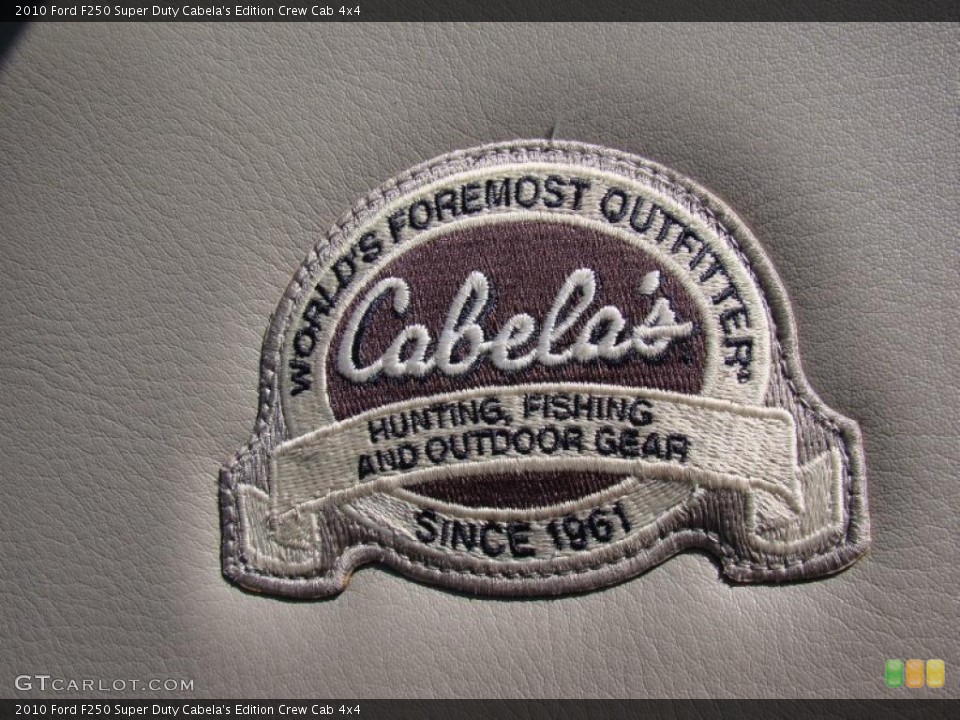 2010 Ford F250 Super Duty Cabela's Edition Crew Cab 4x4
WORLD'S FOREMOST OUTFITTER™
Cabela's
HUNTING, FISHING
AND OUTDOOR GEAR
SINCE 1961
GTCARLOT.COM
2010 Ford F250 Super Duty Cabela's Edition Crew Cab 4x4